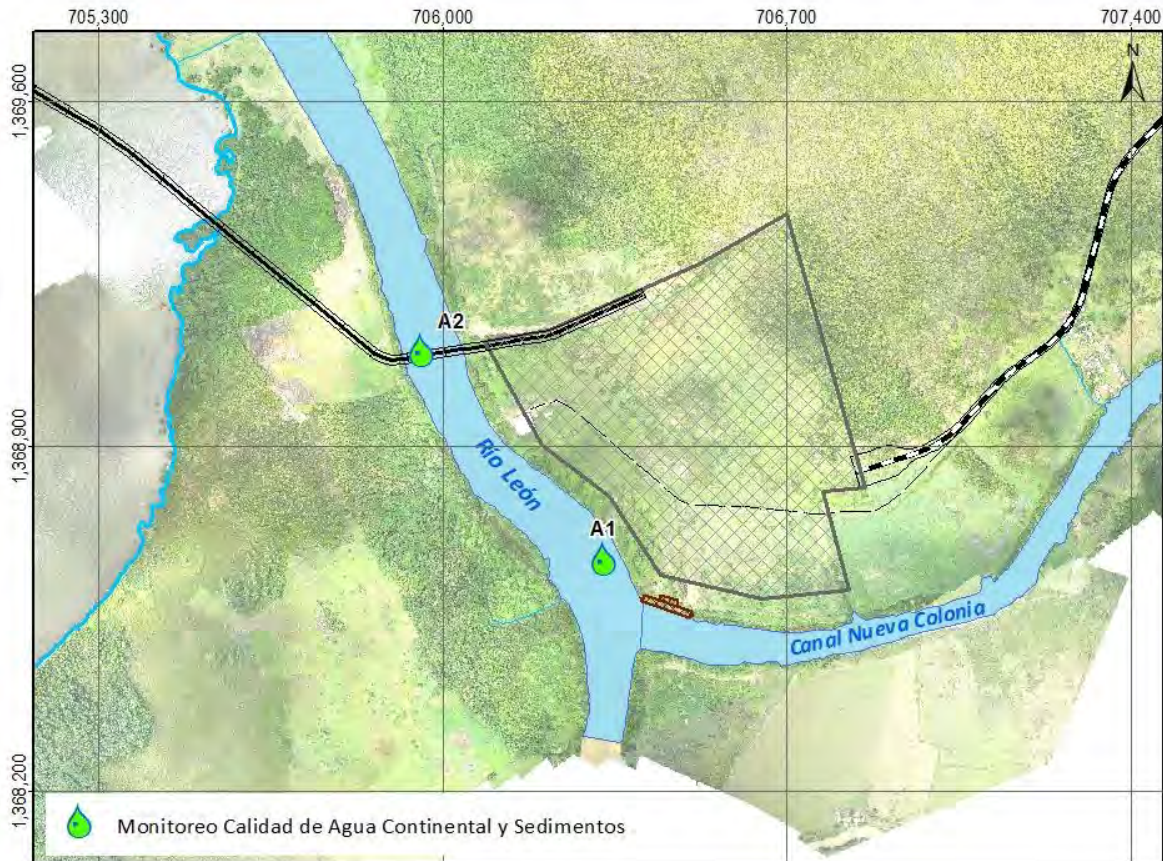 705,300
706,000
706,700
707,400
N
1,369,600
A2
1,368,900
Río León
A1
Canal Nueva Colonia
1,368,200
Monitoreo Calidad de Agua Continental y Sedimentos